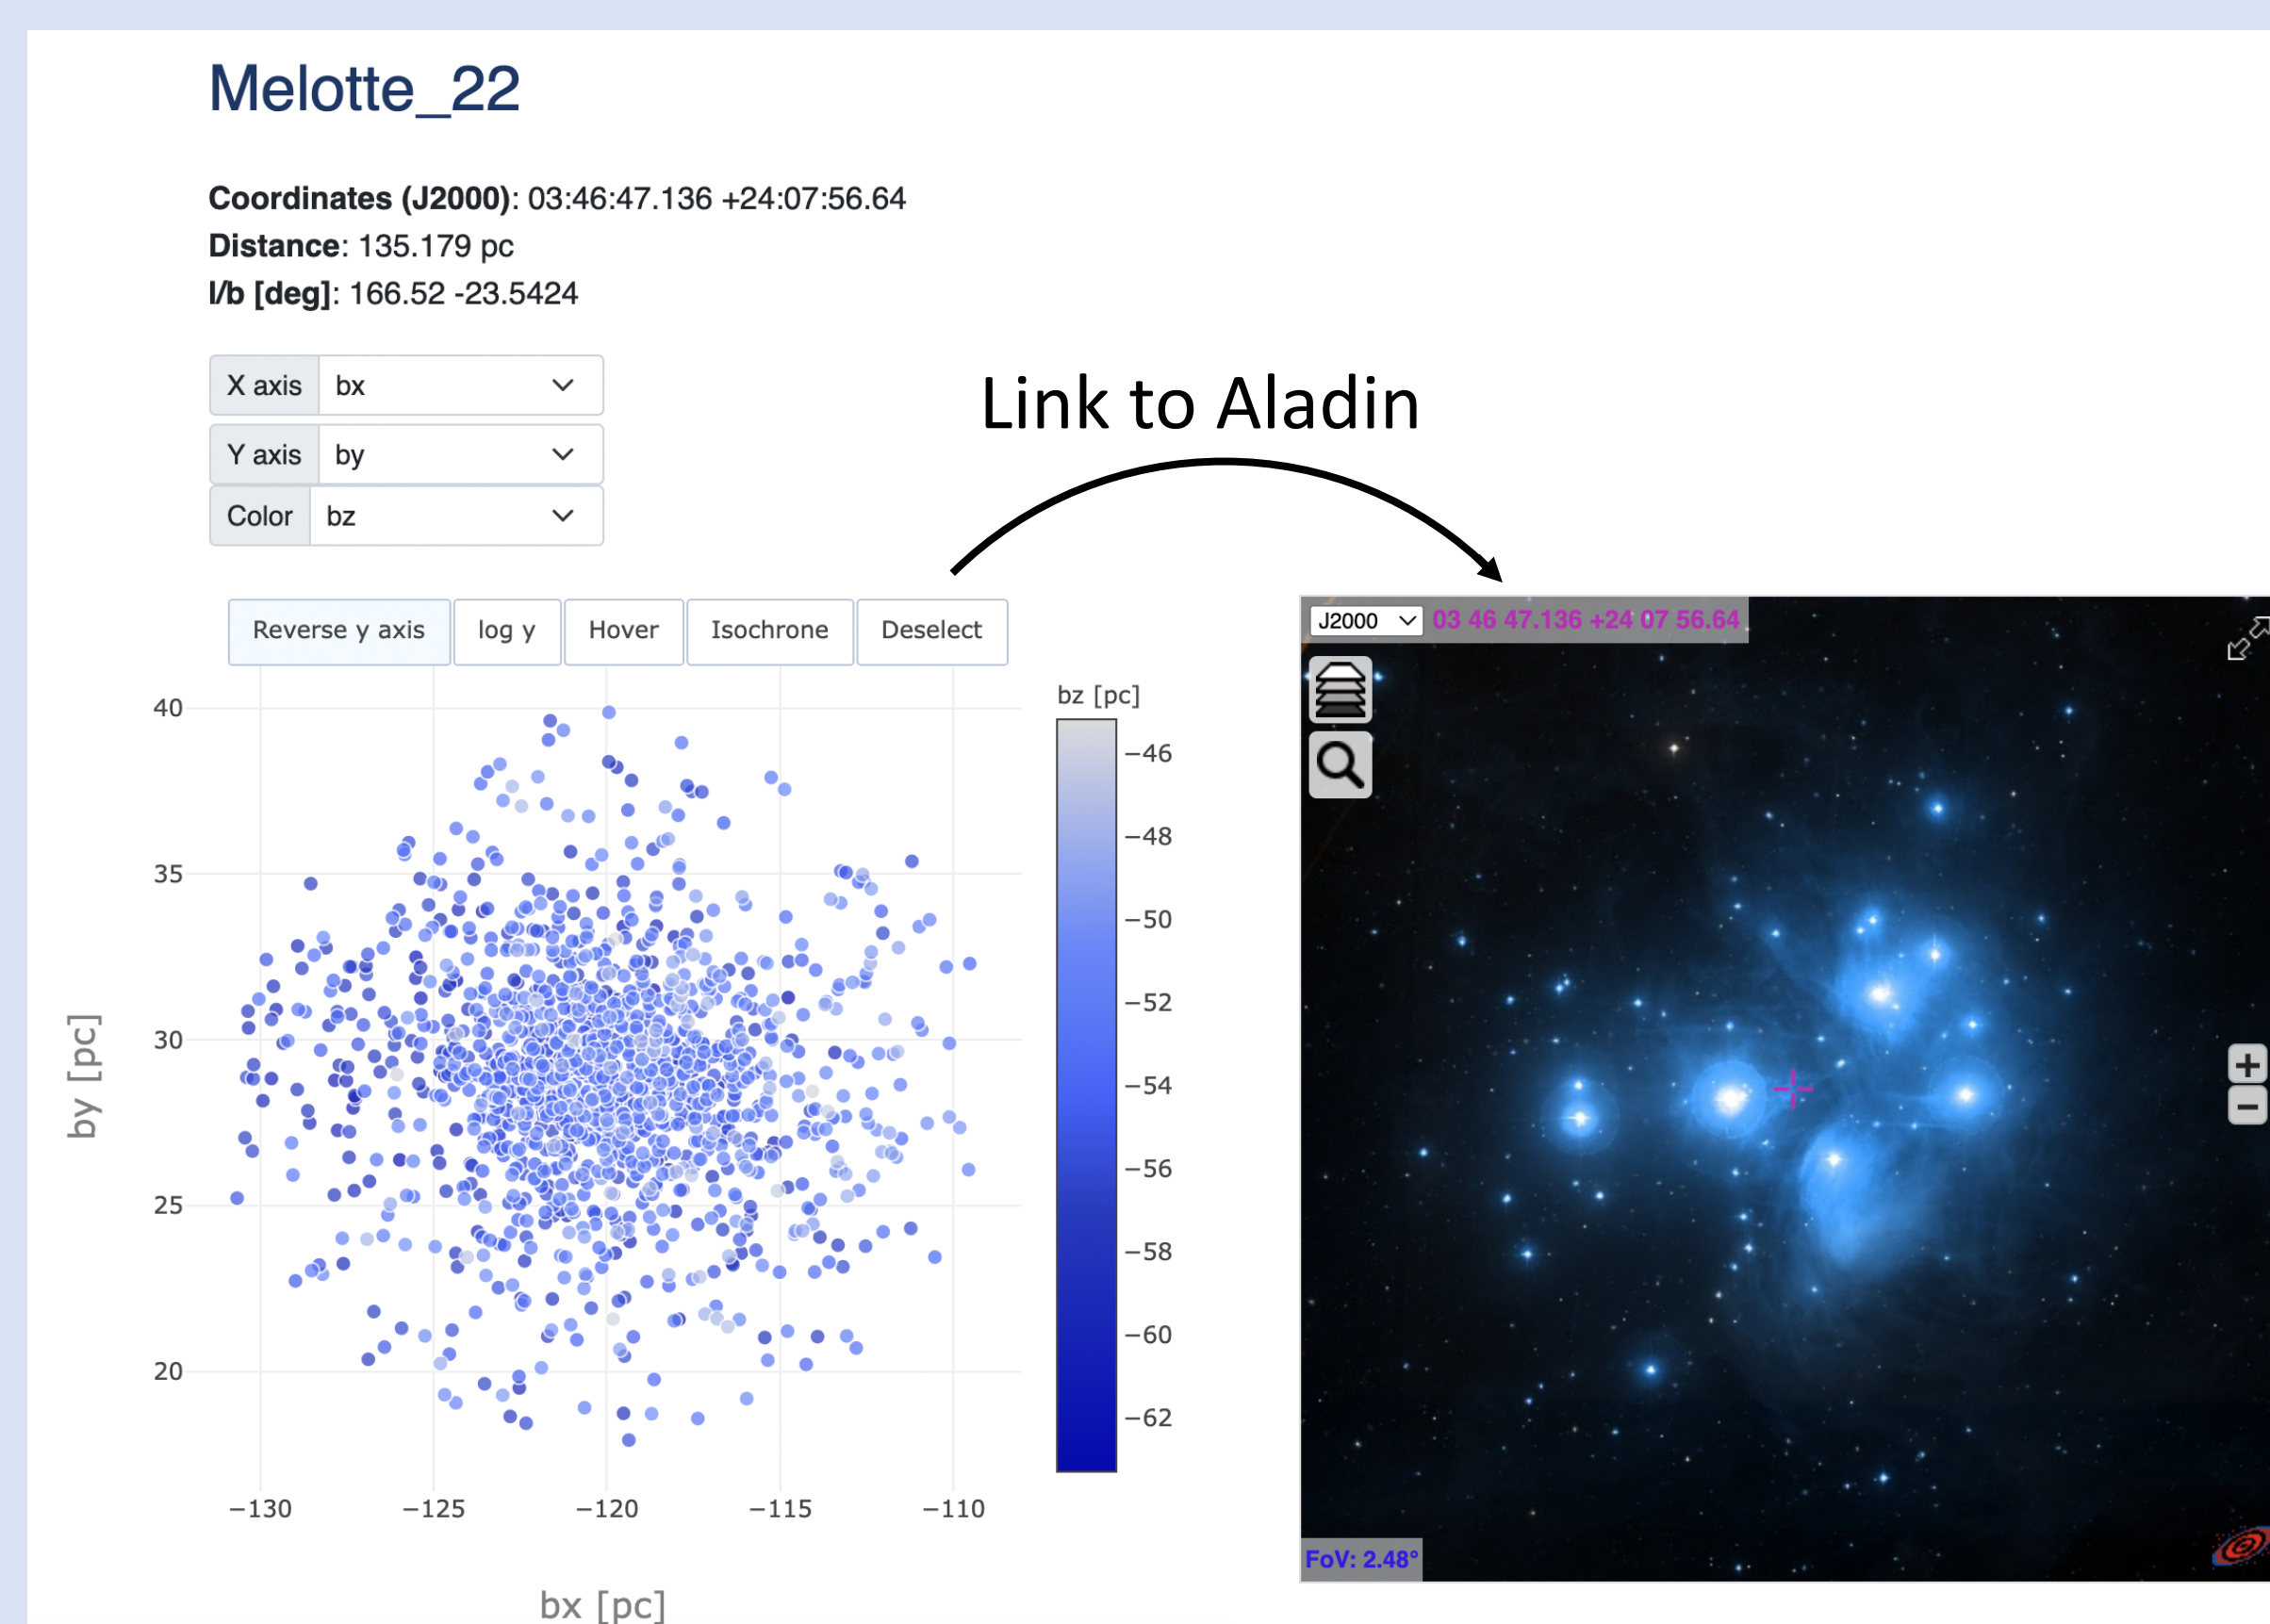 Melotte_22
Coordinates (J2000): 03:46:47.136 +24:07:56.64
Distance: 135.179 pc
l/b [deg]: 166.52 -23.5424
X axis bx
Y axis by
Color bz
Link to Aladin
Reverse y axis log y Hover Isochrone Deselect
J2000 03 46 47.136 +24 07 56.64
bz [pc]
40
35
30
25
20
by [pc]
−46
−48
−50
−52
−54
−56
−58
−60
−62
−130 −125 −120 −115 −110
bx [pc]
+
−
FoV: 2.48°